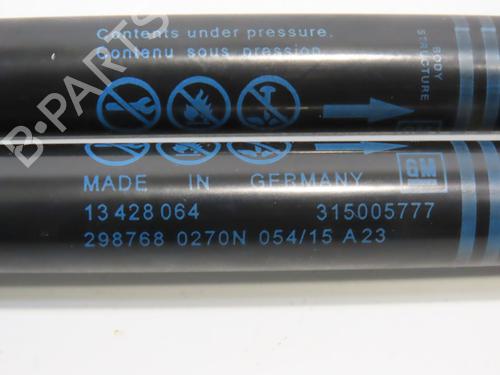 Contents under pressure.
Contenu sous pression
BODY
STRUCTURE
GM
MADE IN GERMANY
13 428 064 315005777
298768 0270N 054/15 A23
B-PARTS